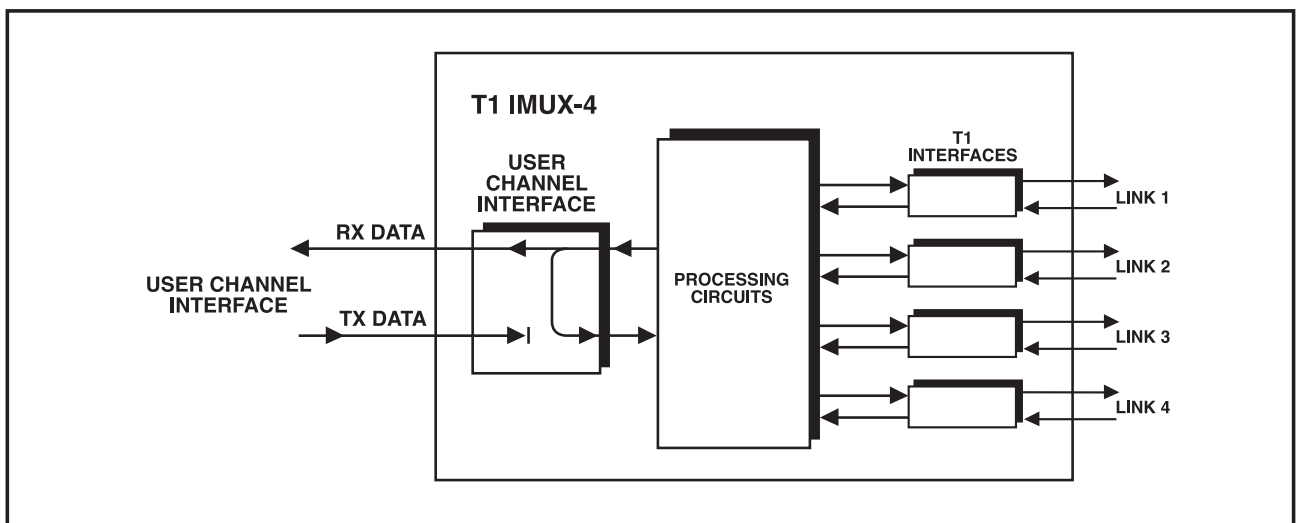 T1 IMUX-4
USER
CHANNEL
INTERFACE
T1
INTERFACES
RX DATA
USER CHANNEL
INTERFACE
TX DATA
PROCESSING
CIRCUITS
LINK 1
LINK 2
LINK 3
LINK 4